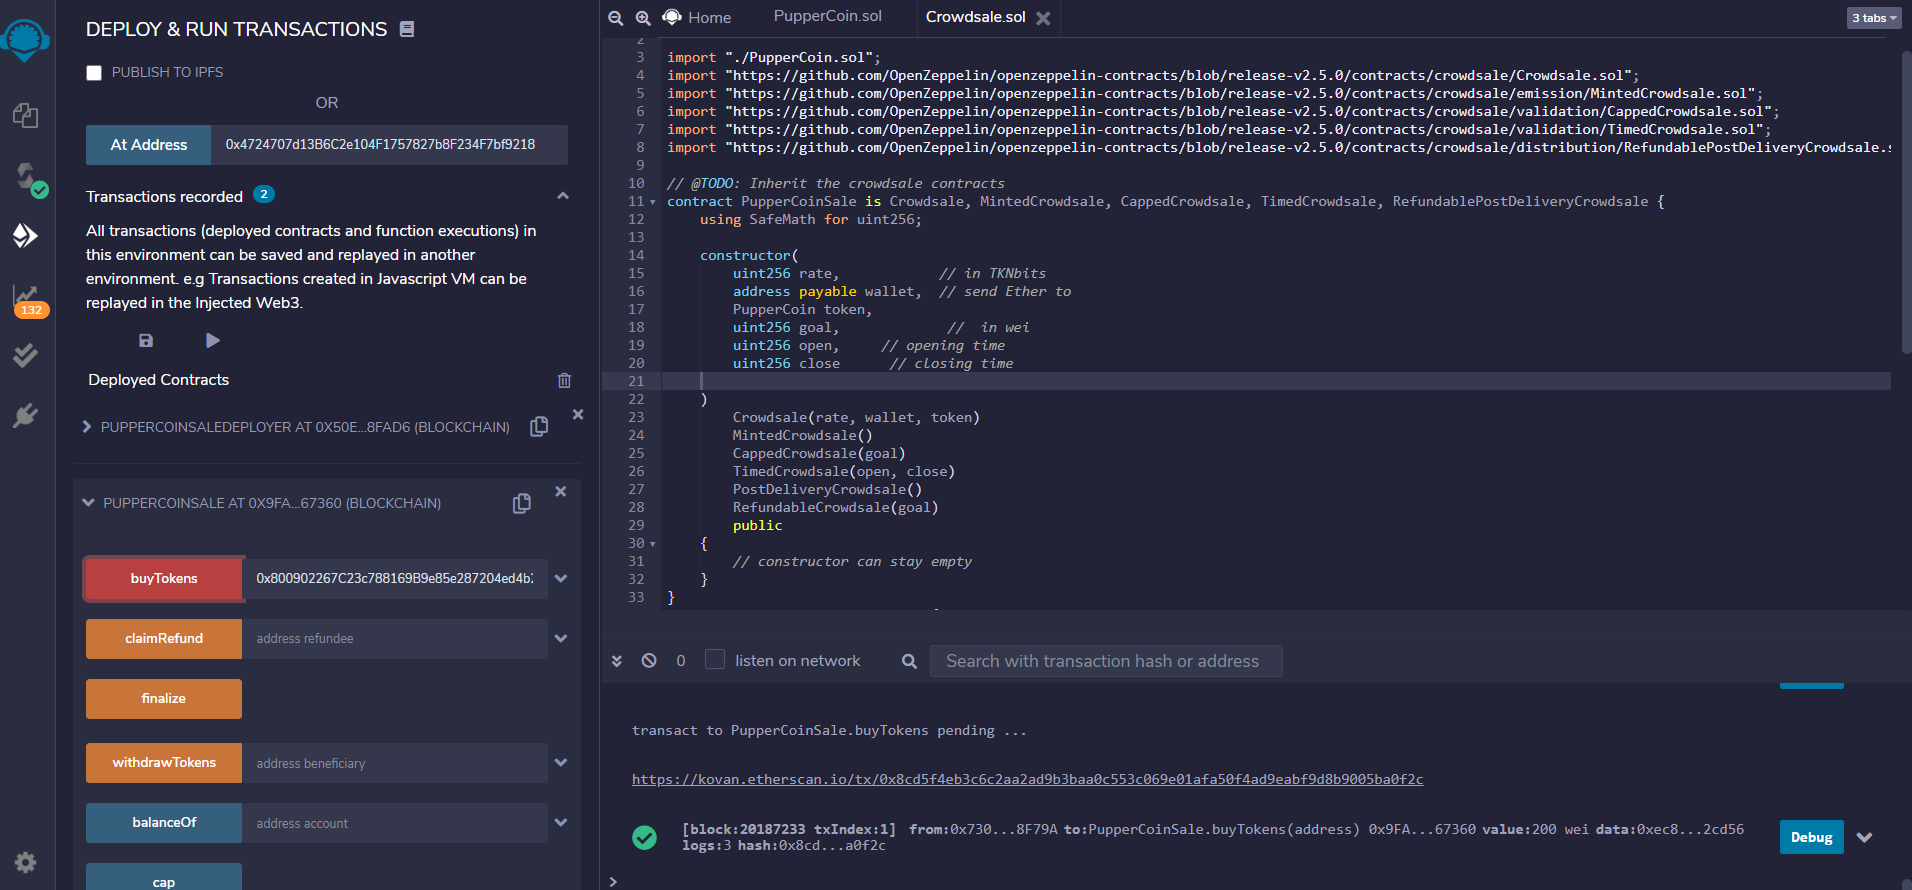 DEPLOY & RUN TRANSACTIONS
PUBLISH TO IPFS
OR
At Address
0x4724707d13B6C2e104F1757827b8F234F7bf9218
Transactions recorded 2
All transactions (deployed contracts and function executions) in
this environment can be saved and replayed in another
environment. e.g Transactions created in Javascript VM can be
replayed in the Injected Web3.
132
Deployed Contracts
PUPPERCOINSALEDEPLOYER AT 0X50E...8FAD6 (BLOCKCHAIN)
PUPPERCOINSALE AT 0X9FA...67360 (BLOCKCHAIN)
buyTokens
0x800902267C23c788169B9e85e287204ed4b2
claimRefund
address refundee
finalize
withdrawTokens
address beneficiary
balanceOf
address account
cap
Home
PupperCoin.sol
Crowdsale.sol
3 tabs
2
3 import "./PupperCoin.sol";
4 import "https://github.com/OpenZeppelin/openzeppelin-contracts/blob/release-v2.5.0/contracts/crowdsale/Crowdsale.sol";
5 import "https://github.com/OpenZeppelin/openzeppelin-contracts/blob/release-v2.5.0/contracts/crowdsale/emission/MintedCrowdsale.sol";
6 import "https://github.com/OpenZeppelin/openzeppelin-contracts/blob/release-v2.5.0/contracts/crowdsale/validation/CappedCrowdsale.sol";
7 import "https://github.com/OpenZeppelin/openzeppelin-contracts/blob/release-v2.5.0/contracts/crowdsale/validation/TimedCrowdsale.sol";
8 import "https://github.com/OpenZeppelin/openzeppelin-contracts/blob/release-v2.5.0/contracts/crowdsale/distribution/RefundablePostDeliveryCrowdsale.s
9
10 // @TODO: Inherit the crowdsale contracts
11 contract PupperCoinSale is Crowdsale, MintedCrowdsale, CappedCrowdsale, TimedCrowdsale, RefundablePostDeliveryCrowdsale {
12 using SafeMath for uint256;
13
14 constructor(
15 uint256 rate, // in TKNbits
16 address payable wallet, // send Ether to
17 PupperCoin token,
18 uint256 goal, // in wei
19 uint256 open, // opening time
20 uint256 close // closing time
21
22 )
23 Crowdsale(rate, wallet, token)
24 MintedCrowdsale()
25 CappedCrowdsale(goal)
26 TimedCrowdsale(open, close)
27 PostDeliveryCrowdsale()
28 RefundableCrowdsale(goal)
29 public
30 {
31 // constructor can stay empty
32 }
33 }
0
listen on network
Search with transaction hash or address
transact to PupperCoinSale.buyTokens pending ...
https://kovan.etherscan.io/tx/0x8cd5f4eb3c6c2aa2ad9b3baa0c553c069e01afa50f4ad9eabf9d8b9005ba0f2c
[block:20187233 txIndex:1] from:0x730...8F79A to:PupperCoinSale.buyTokens(address) 0x9FA...67360 value:200 wei data:0xec8...2cd56
logs:3 hash:0x8cd...a0f2c
Debug
>